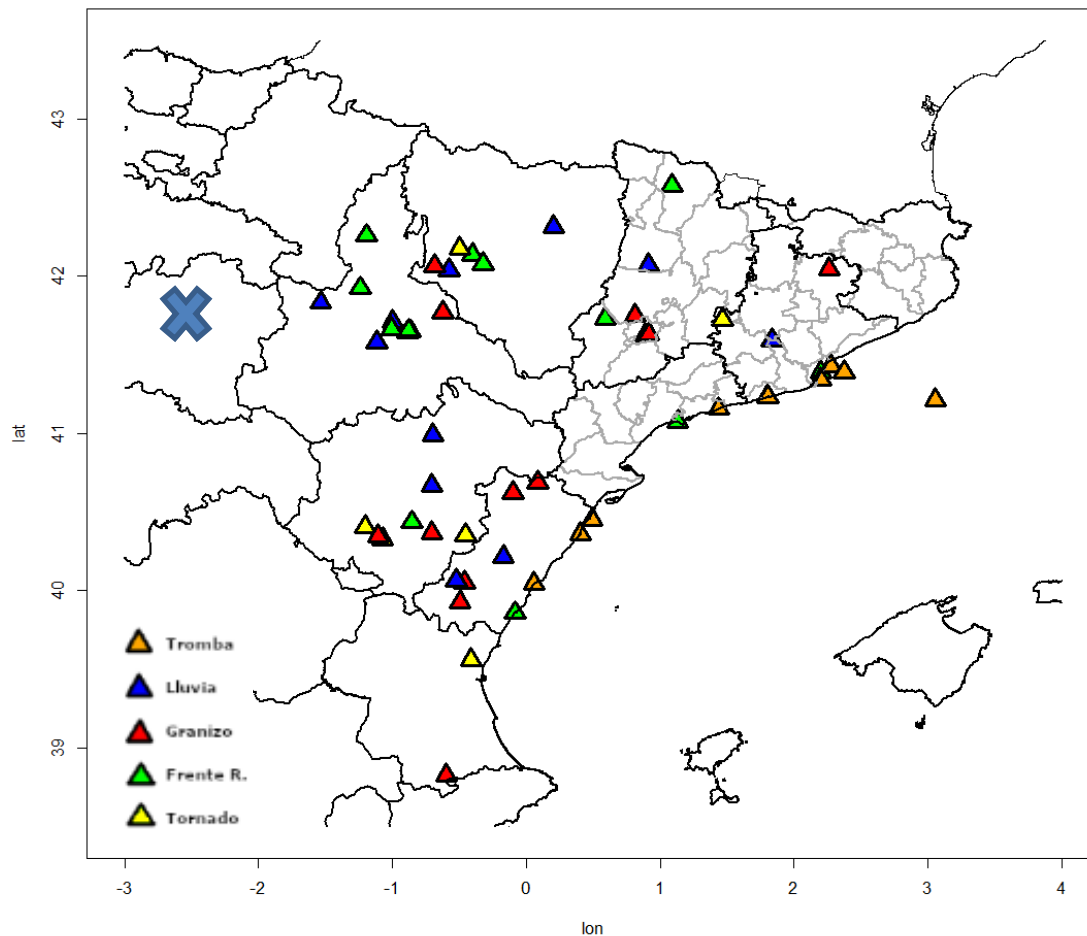 43
42
41
40
39
lat
Tromba
Lluvia
Granizo
Frente R.
Tornado
-3 -2 -1 0 1 2 3 4
lon